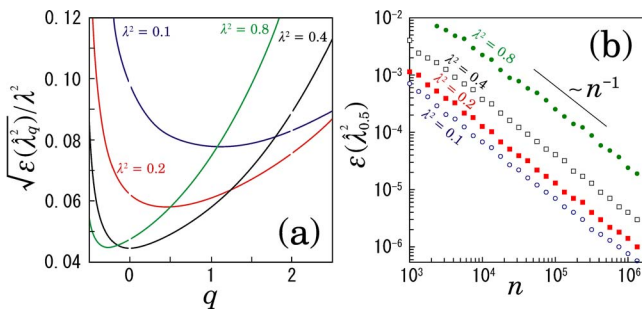 0.12
0.10
0.08
0.06
0.04
√ε(λ̂²_q)/λ²
λ² = 0.1
λ² = 0.8
λ² = 0.4
λ² = 0.2
(a)
0 1 2
q
10⁻²
10⁻³
10⁻⁴
10⁻⁵
10⁻⁶
ε(λ̂²_0.5)
(b)
λ² = 0.8
~n⁻¹
λ² = 0.4
λ² = 0.2
λ² = 0.1
10³ 10⁴ 10⁵ 10⁶
n